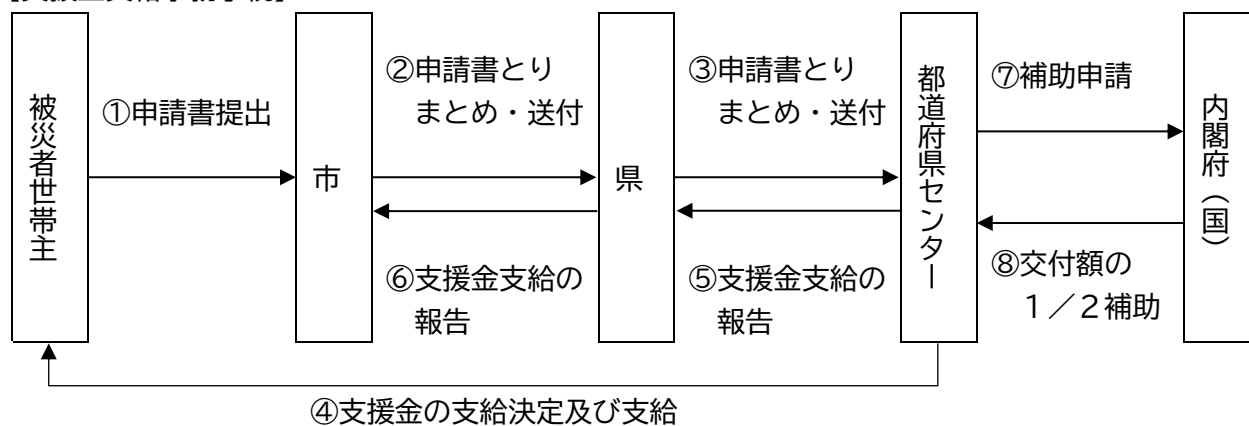 被災者世帯主
①申請書提出
市
②申請書とり
まとめ・送付
⑥支援金支給の
報告
県
③申請書とり
まとめ・送付
⑤支援金支給の
報告
都道府県センター
⑦補助申請
⑧交付額の
1/2補助
内閣府(国)
④支援金の支給決定及び支給